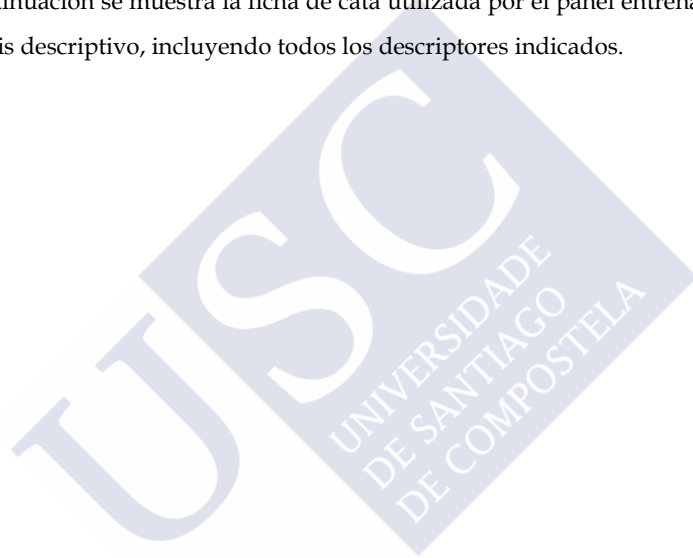 tinuación se muestra la ficha de cata utilizada por el panel entrena
is descriptivo, incluyendo todos los descriptores indicados.
USC
UNIVERSIDADE
DE SANTIAGO
DE COMPOSTELA